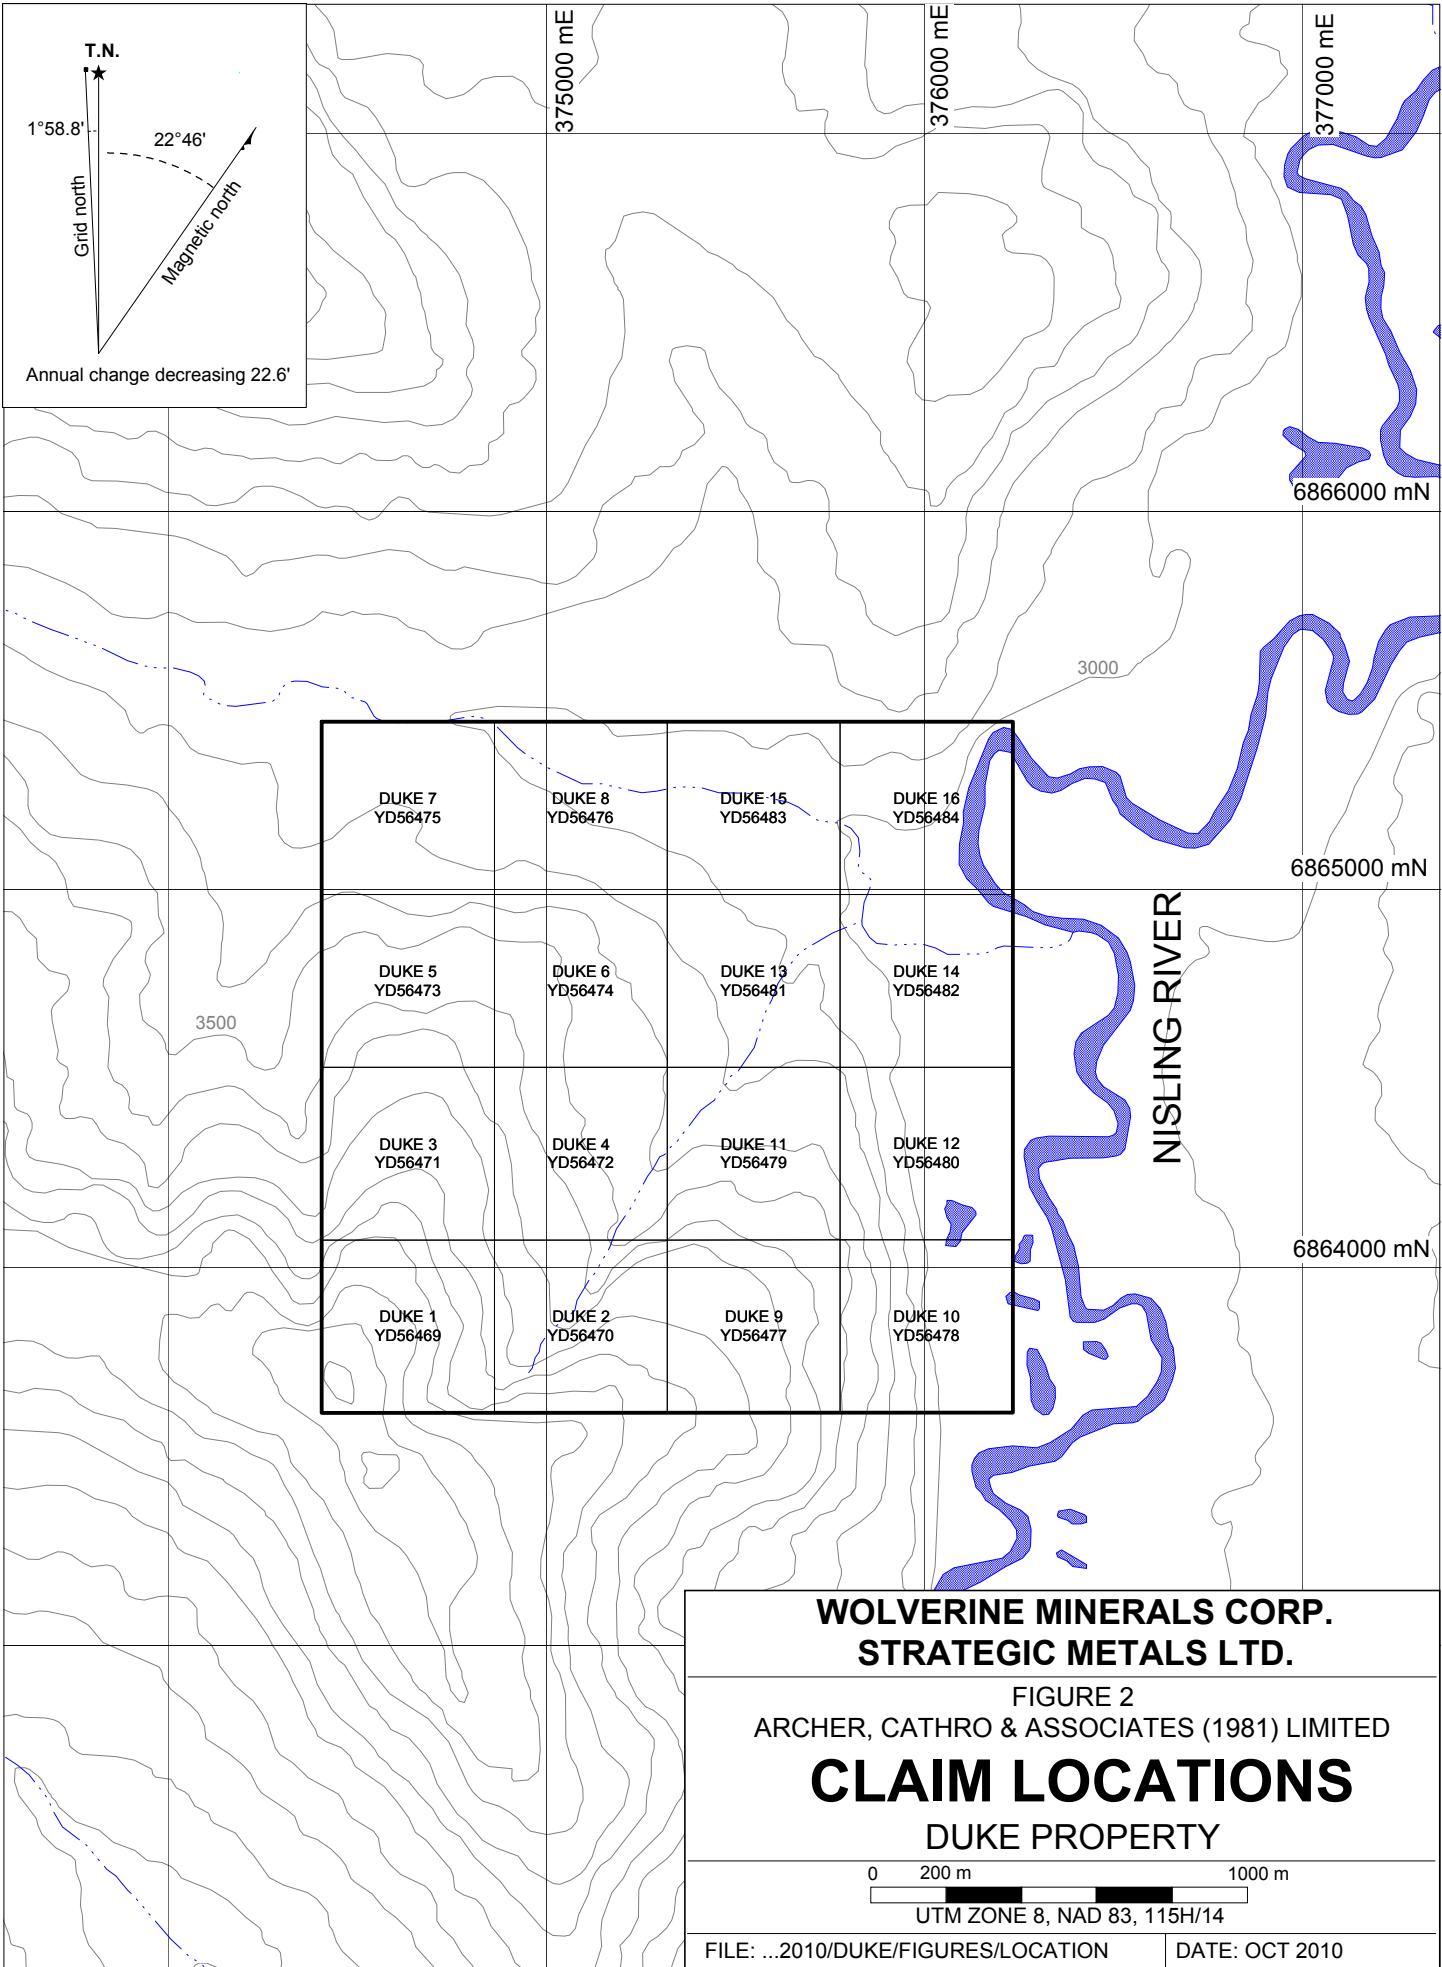 T.N.
1°58.8'
22°46'
Grid north
Magnetic north
Annual change decreasing 22.6'
375000 mE
376000 mE
377000 mE
6866000 mN
3000
DUKE 7
YD56475
DUKE 8
YD56476
DUKE 15
YD56483
DUKE 16
YD56484
6865000 mN
DUKE 5
YD56473
DUKE 6
YD56474
DUKE 13
YD56481
DUKE 14
YD56482
3500
NISLING RIVER
DUKE 3
YD56471
DUKE 4
YD56472
DUKE 11
YD56479
DUKE 12
YD56480
6864000 mN
DUKE 1
YD56469
DUKE 2
YD56470
DUKE 9
YD56477
DUKE 10
YD56478
WOLVERINE MINERALS CORP.
STRATEGIC METALS LTD.
FIGURE 2
ARCHER, CATHRO & ASSOCIATES (1981) LIMITED
CLAIM LOCATIONS
DUKE PROPERTY
0 200 m 1000 m
UTM ZONE 8, NAD 83, 115H/14
FILE: ...2010/DUKE/FIGURES/LOCATION
DATE: OCT 2010